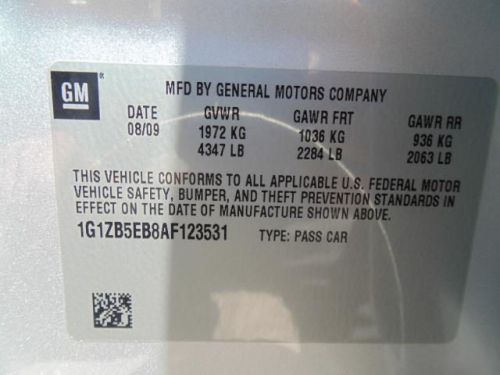 GM ®
MFD BY GENERAL MOTORS COMPANY
DATE GVWR GAWR FRT GAWR RR
08/09 1972 KG 1036 KG 936 KG
4347 LB 2284 LB 2063 LB
THIS VEHICLE CONFORMS TO ALL APPLICABLE U.S. FEDERAL MOTOR
VEHICLE SAFETY, BUMPER, AND THEFT PREVENTION STANDARDS IN
EFFECT ON THE DATE OF MANUFACTURE SHOWN ABOVE.
1G1ZB5EB8AF123531 TYPE: PASS CAR